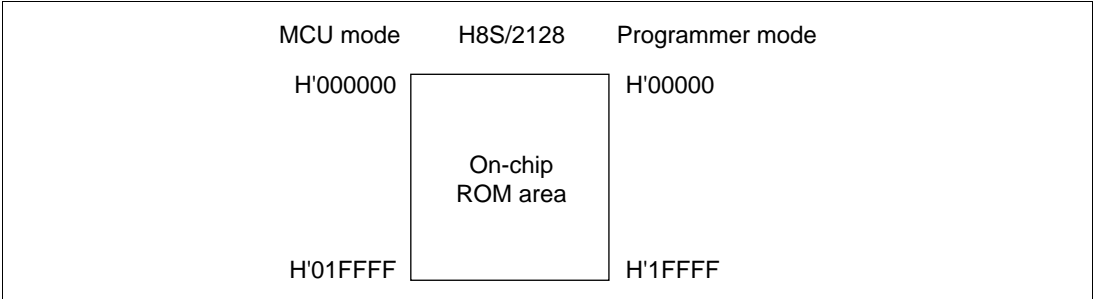 MCU mode H8S/2128 Programmer mode
H'000000 H'00000
On-chip
ROM area
H'01FFFF H'1FFFF